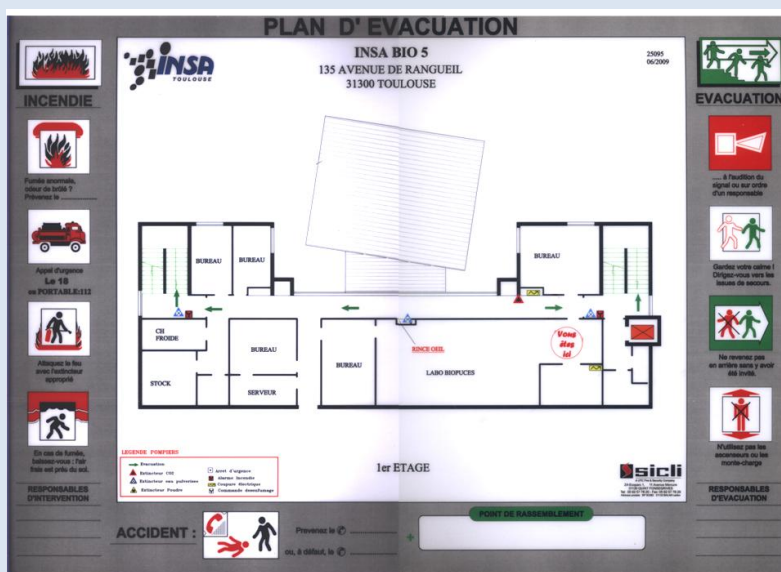 PLAN D' EVACUATION
INSA
TOULOUSE
INSA BIO 5
135 AVENUE DE RANGUEIL
31300 TOULOUSE
25095
06/2009
INCENDIE
Fumée anormale,
odeur de brûlé ?
Prévenez le
Appel d'urgence
Le 18
ou PORTABLE:112
Attaquez le feu
avec l'extincteur
approprié
En cas de fumée,
baissez-vous : l'air
frais est près du sol.
RESPONSABLES
D'INTERVENTION
EVACUATION
.... à l'audition du
signal ou sur ordre
d'un responsable
Gardez votre calme !
Dirigez-vous vers les
issues de secours.
Ne revenez pas
en arrière sans y avoir
été invité.
N'utilisez pas les
ascenseurs ou les
monte-charge
RESPONSABLES
D'EVACUATION
BUREAU
BUREAU
BUREAU
CH
FROIDE
STOCK
BUREAU
SERVEUR
BUREAU
RINCE OEIL
LABO BIOPUCES
Vous
êtes
ici
LEGENDE POMPIERS
Evacuation
Extincteur CO2
Extincteur eau pulvérisée
Extincteur Poudre
Arrêt d'urgence
Alarme incendie
Coupure électrique
Commande désenfumage
1er ETAGE
sicli
ACCIDENT :
Prévenez le
ou, à défaut, le
POINT DE RASSEMBLEMENT